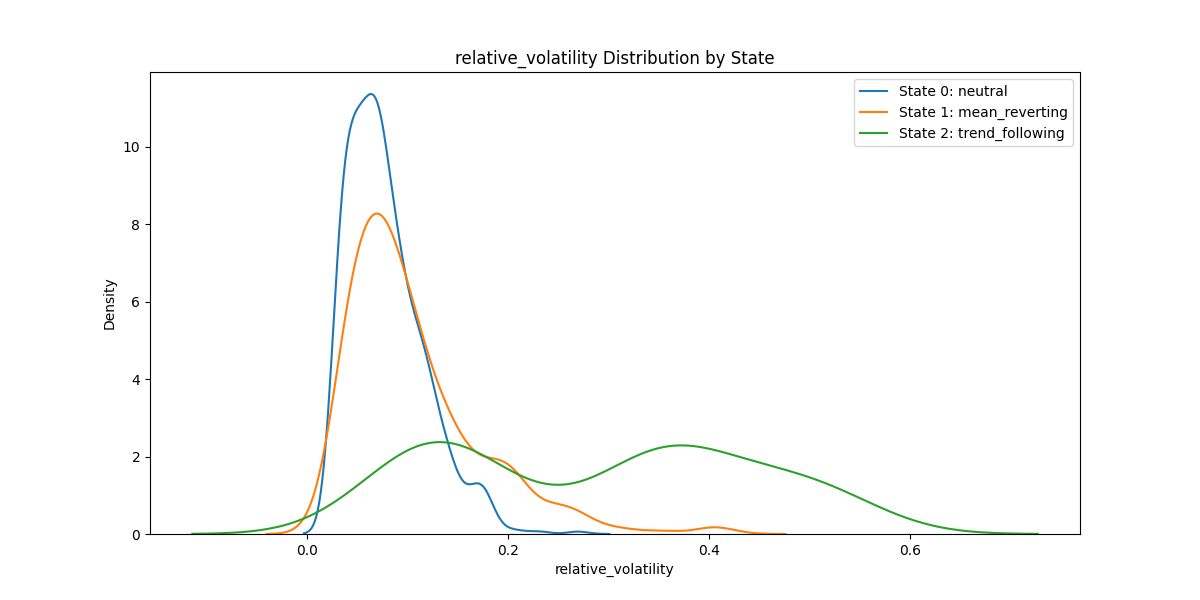 relative_volatility Distribution by State
State 0: neutral
State 1: mean_reverting
State 2: trend_following
Density
10
8
6
4
2
0
0.0 0.2 0.4 0.6
relative_volatility